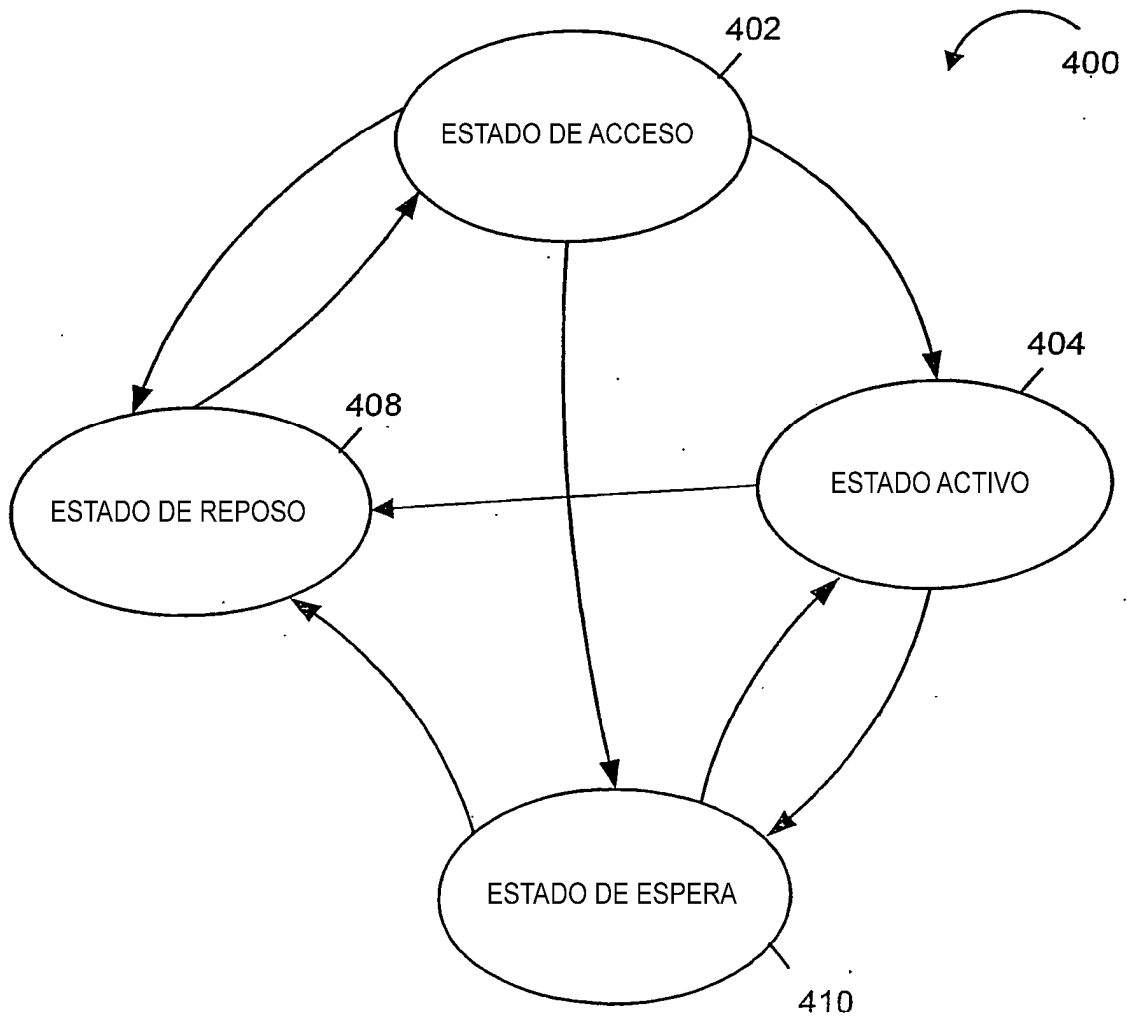 402
400
ESTADO DE ACCESO
404
408
ESTADO ACTIVO
ESTADO DE REPOSO
ESTADO DE ESPERA
410